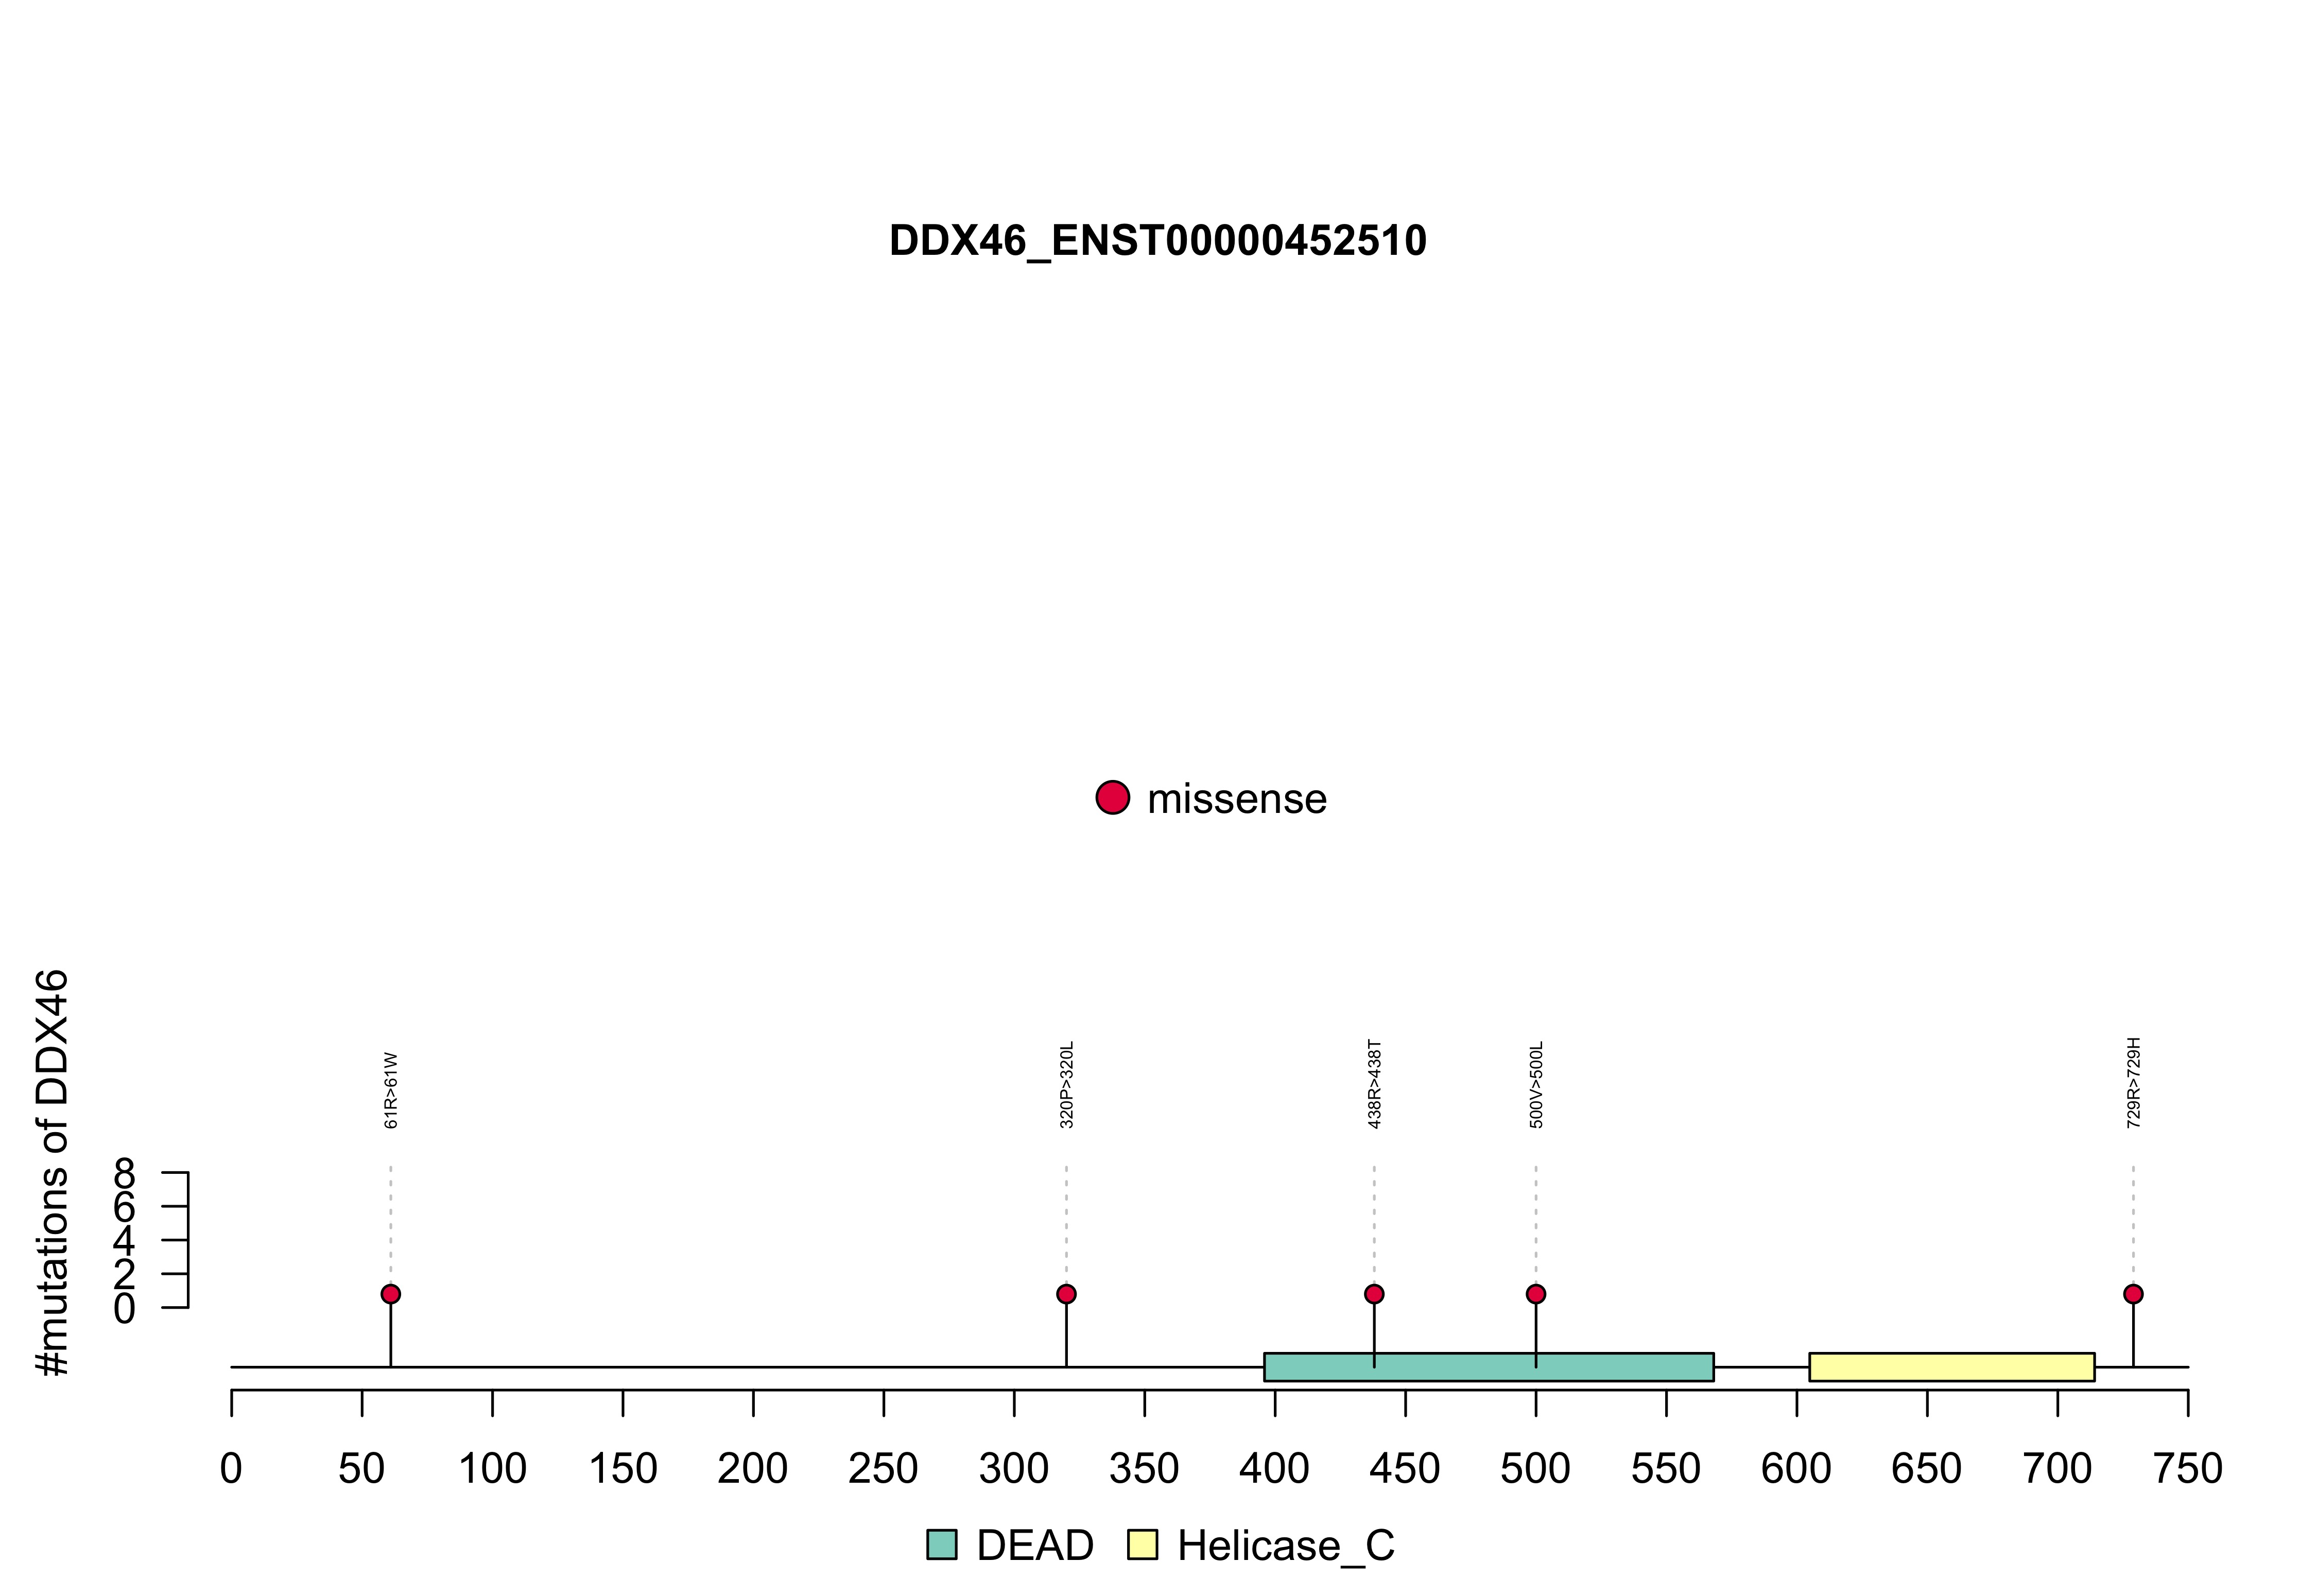 DDX46_ENST00000452510
missense
#mutations of DDX46
61R>61W
320P>320L
438R>438T
500V>500L
729R>729H
8
6
4
2
0
0 50 100 150 200 250 300 350 400 450 500 550 600 650 700 750
DEAD Helicase_C